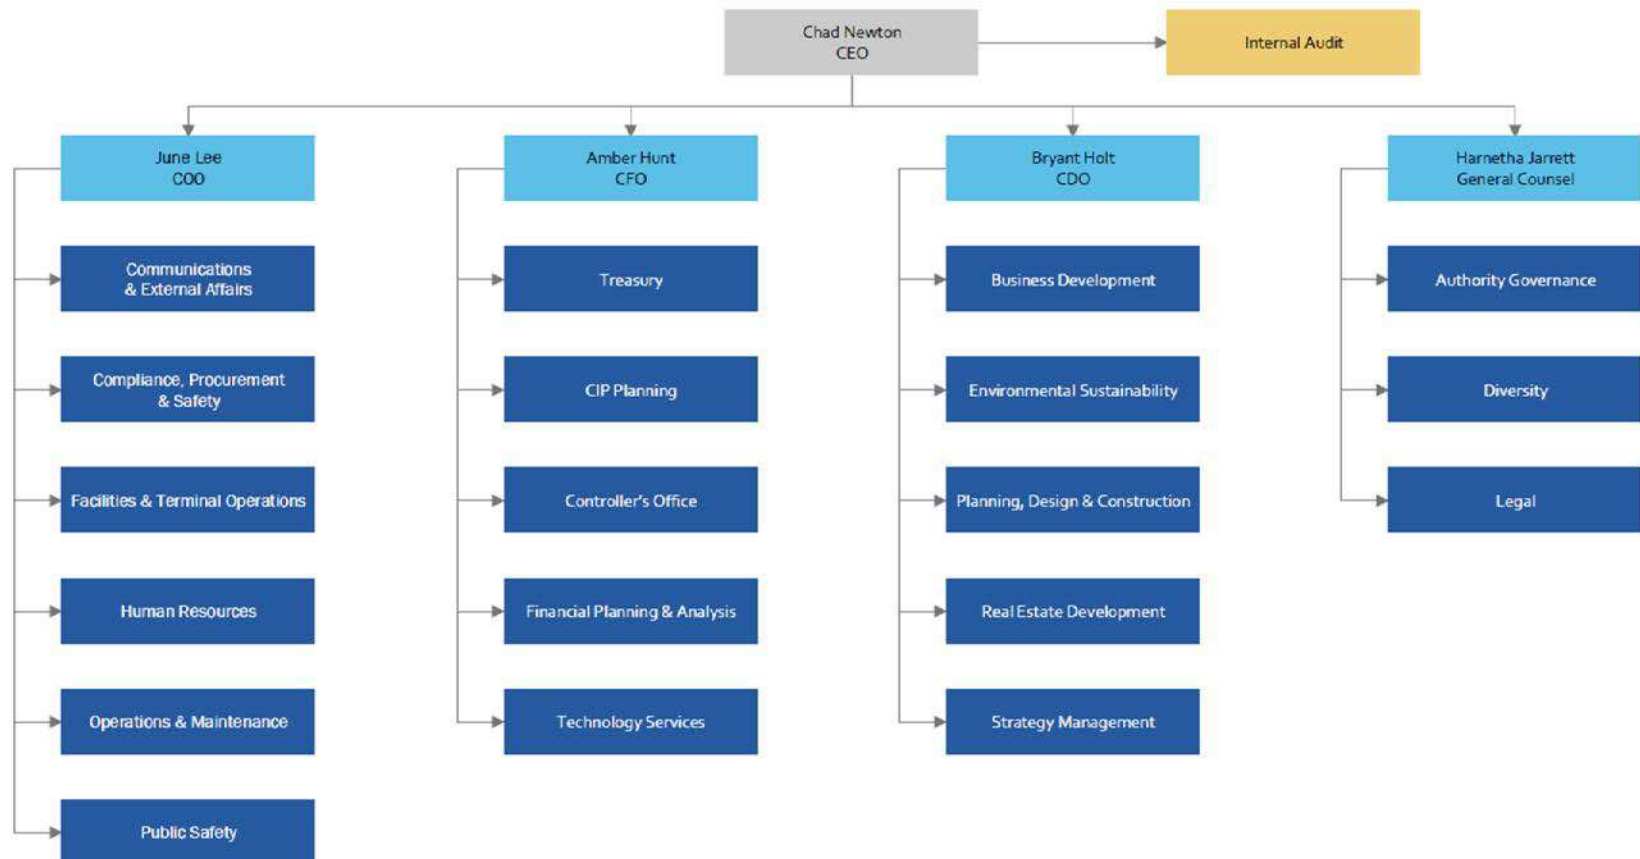 Chad Newton
CEO
Internal Audit
June Lee
COO
Amber Hunt
CFO
Bryant Holt
CDO
Harnetha Jarrett
General Counsel
Communications
& External Affairs
Treasury
Business Development
Authority Governance
Compliance, Procurement
& Safety
CIP Planning
Environmental Sustainability
Diversity
Facilities & Terminal Operations
Controller's Office
Planning, Design & Construction
Legal
Human Resources
Financial Planning & Analysis
Real Estate Development
Operations & Maintenance
Technology Services
Strategy Management
Public Safety